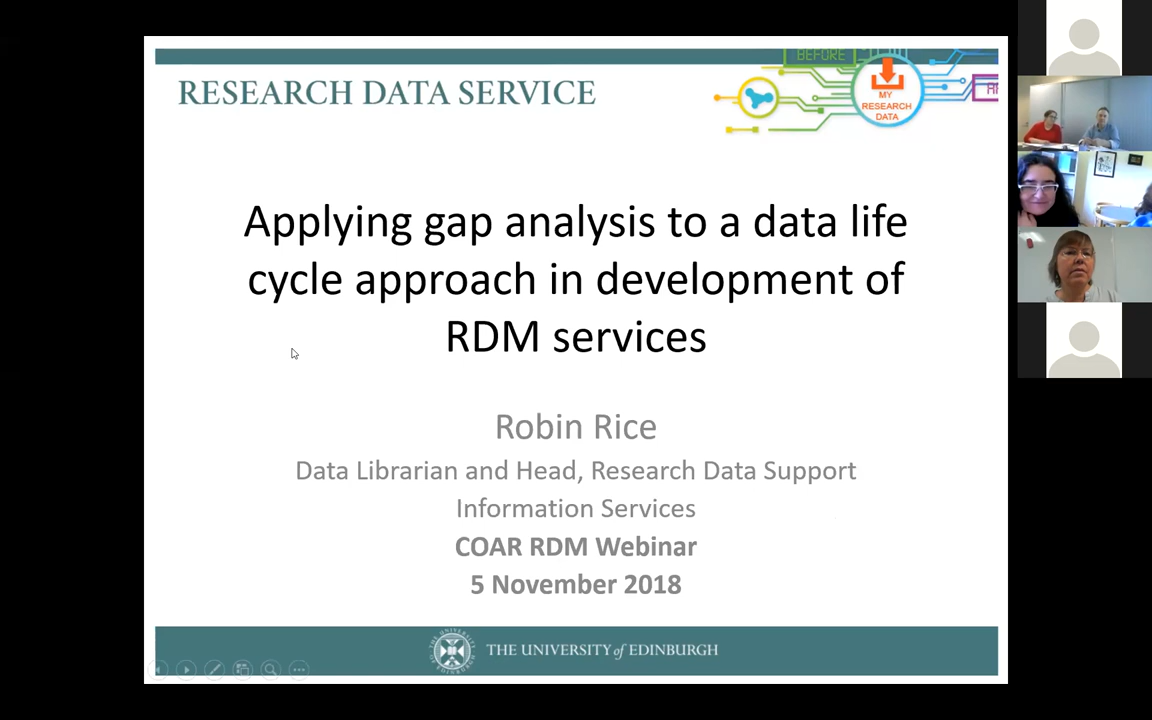 BEFORE
RESEARCH DATA SERVICE
MY
RESEARCH
DATA
Applying gap analysis to a data life
cycle approach in development of
RDM services
Robin Rice
Data Librarian and Head, Research Data Support
Information Services
COAR RDM Webinar
5 November 2018
THE UNIVERSITY of EDINBURGH